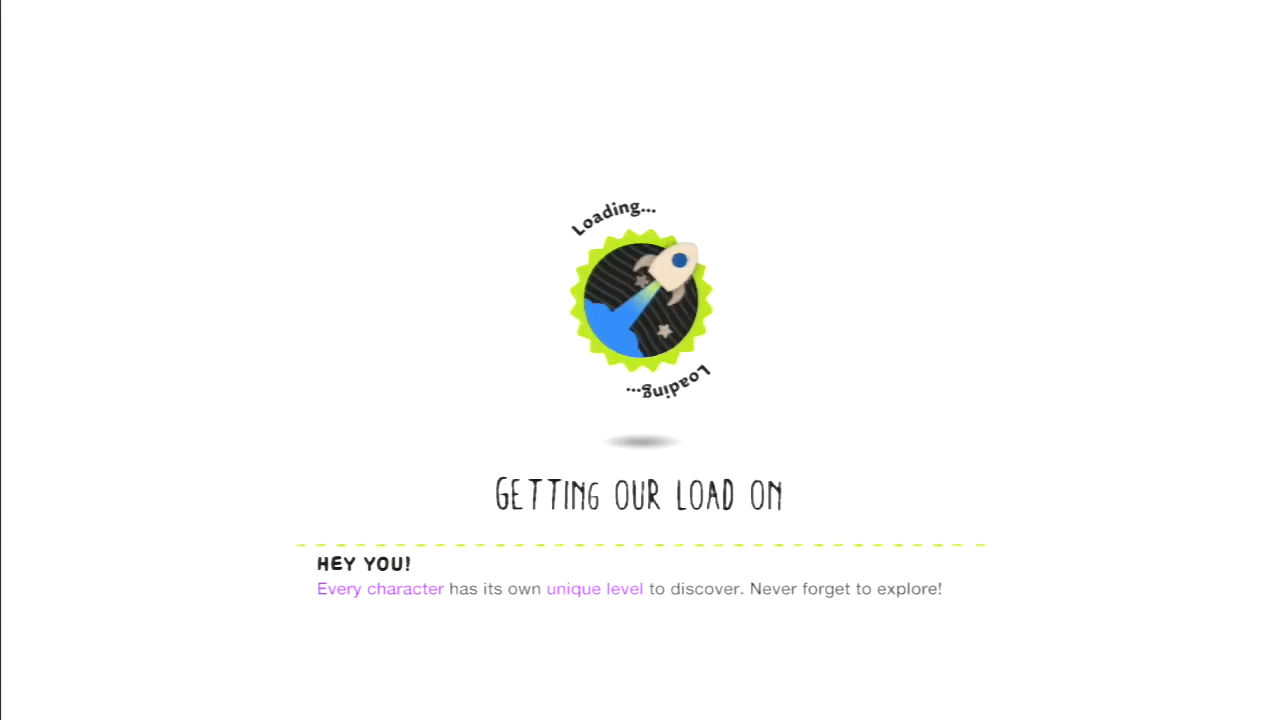 Loading...
Loading...
GETTING OUR LOAD ON
HEY YOU!
Every character has its own unique level to discover. Never forget to explore!